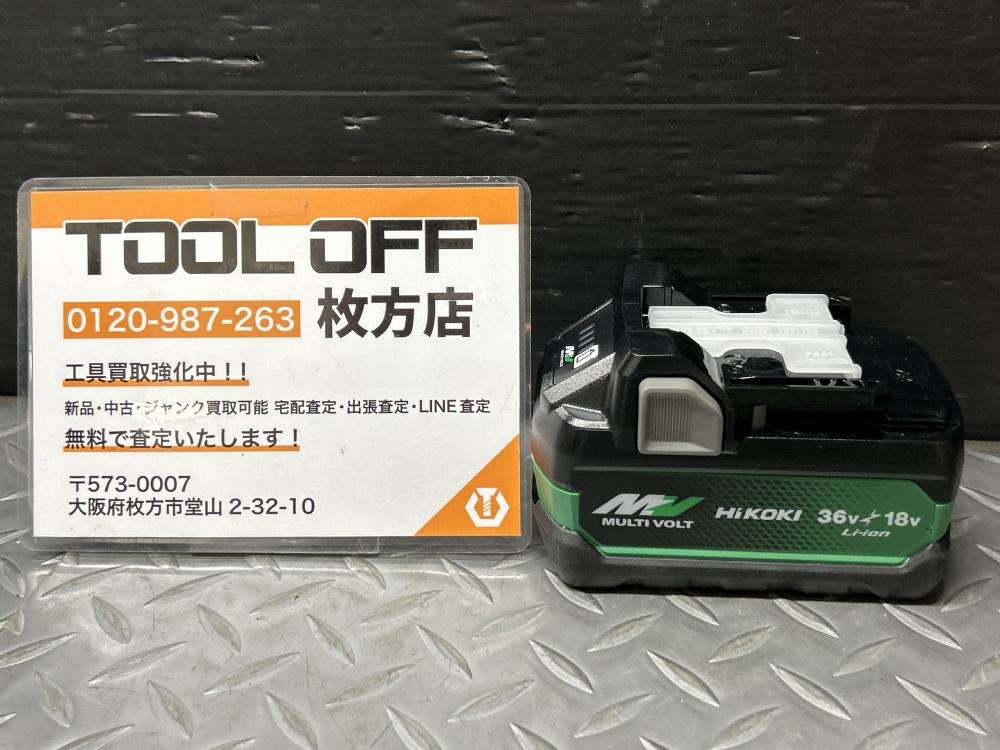 TOOL OFF
0120-987-263 枚方店
工具買取強化中！！
新品・中古・ジャンク買取可能 宅配査定・出張査定・LINE査定
無料で査定いたします！
〒573-0007
大阪府枚方市堂山 2-32-10
MV
MV
MULTI VOLT
HiKOKI
36v⚡18v
Li-ion